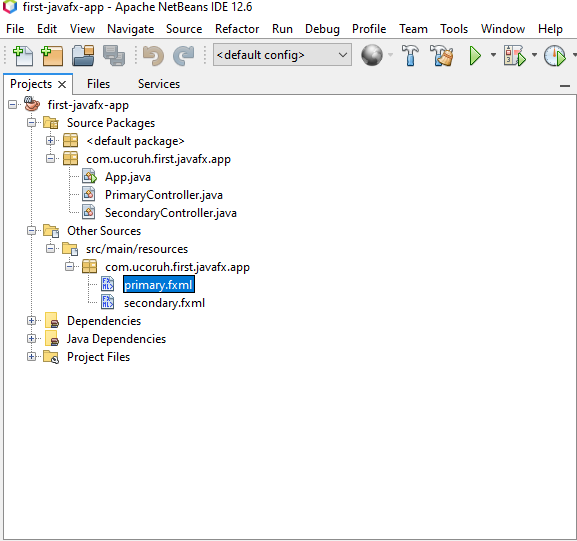 first-javafx-app - Apache NetBeans IDE 12.6
File Edit View Navigate Source Refactor Run Debug Profile Team Tools Window Help
<default config>
Projects Files Services
first-javafx-app
Source Packages
<default package>
com.ucoruh.first.javafx.app
App.java
PrimaryController.java
SecondaryController.java
Other Sources
src/main/resources
com.ucoruh.first.javafx.app
primary.fxml
secondary.fxml
Dependencies
Java Dependencies
Project Files